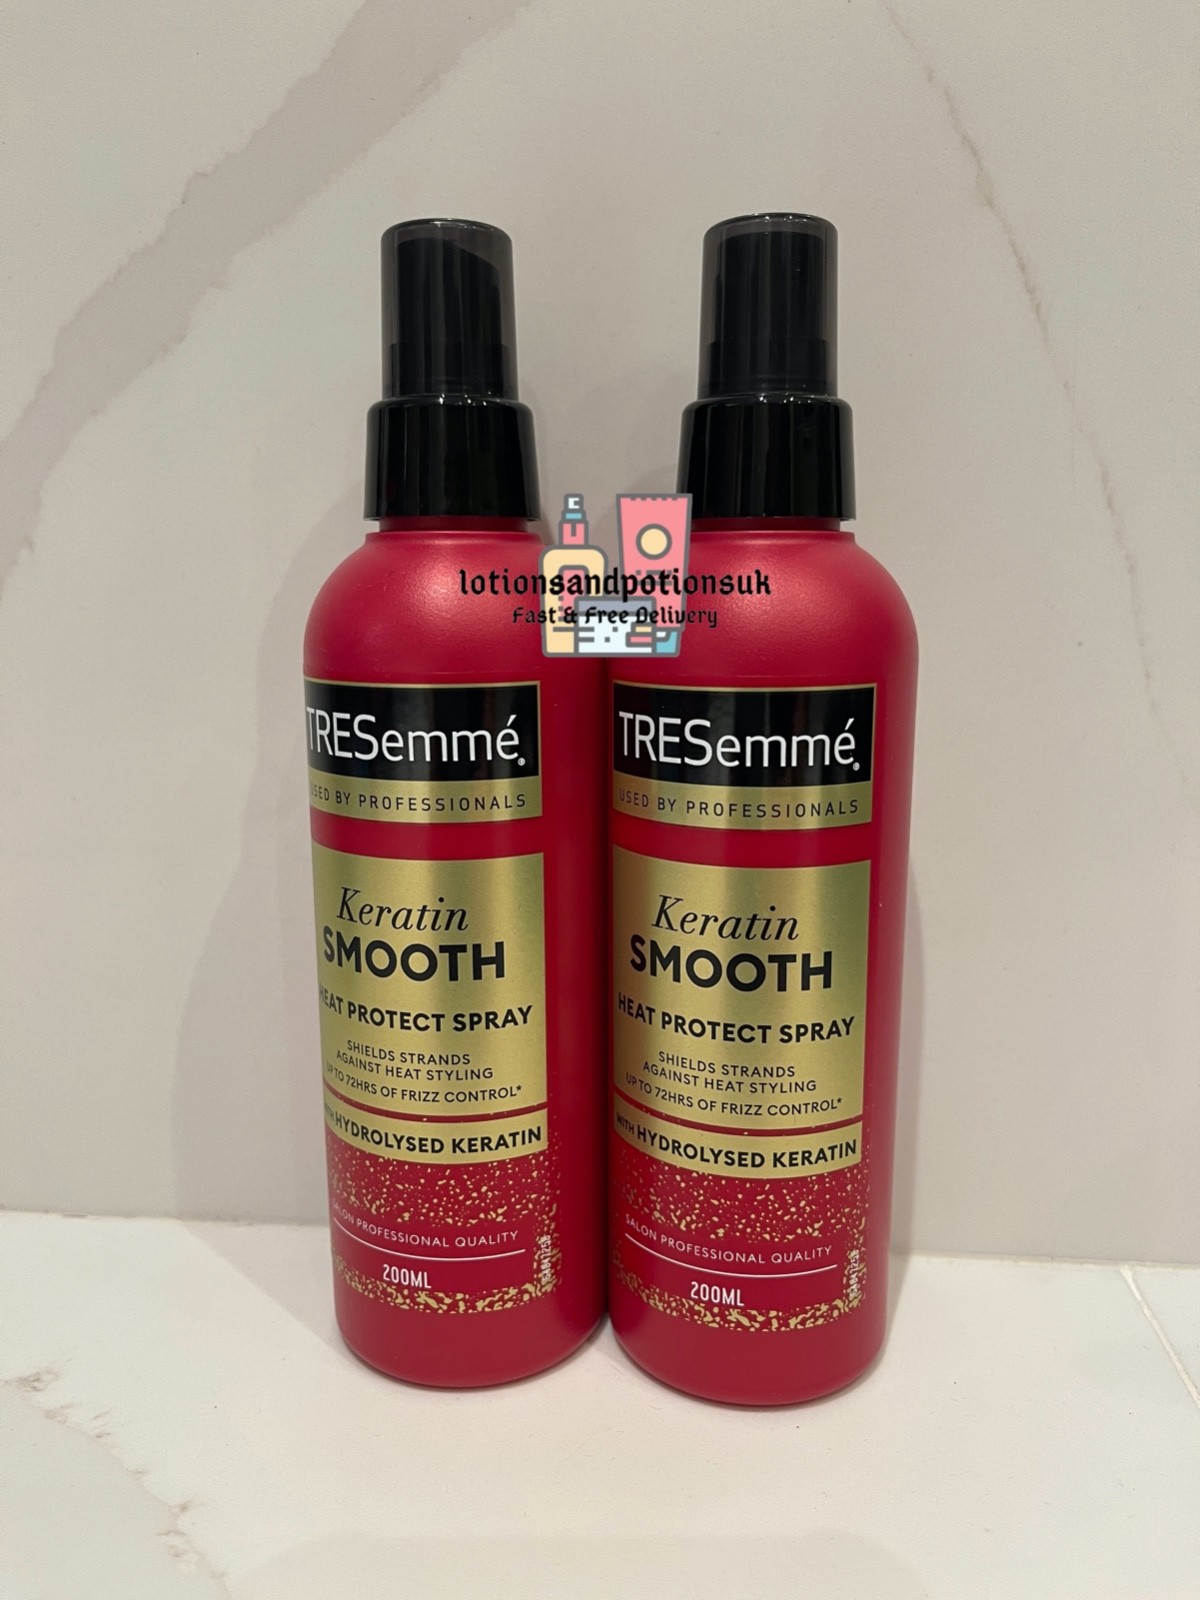 lotionsandpotionsuk
Fast & Free Delivery
TRESemmé®
USED BY PROFESSIONALS
Keratin
SMOOTH
HEAT PROTECT SPRAY
SHIELDS STRANDS
AGAINST HEAT STYLING
UP TO 72HRS OF FRIZZ CONTROL*
WITH HYDROLYSED KERATIN
SALON PROFESSIONAL QUALITY
200ML
TRESemmé®
USED BY PROFESSIONALS
Keratin
SMOOTH
HEAT PROTECT SPRAY
SHIELDS STRANDS
AGAINST HEAT STYLING
UP TO 72HRS OF FRIZZ CONTROL*
WITH HYDROLYSED KERATIN
SALON PROFESSIONAL QUALITY
200ML